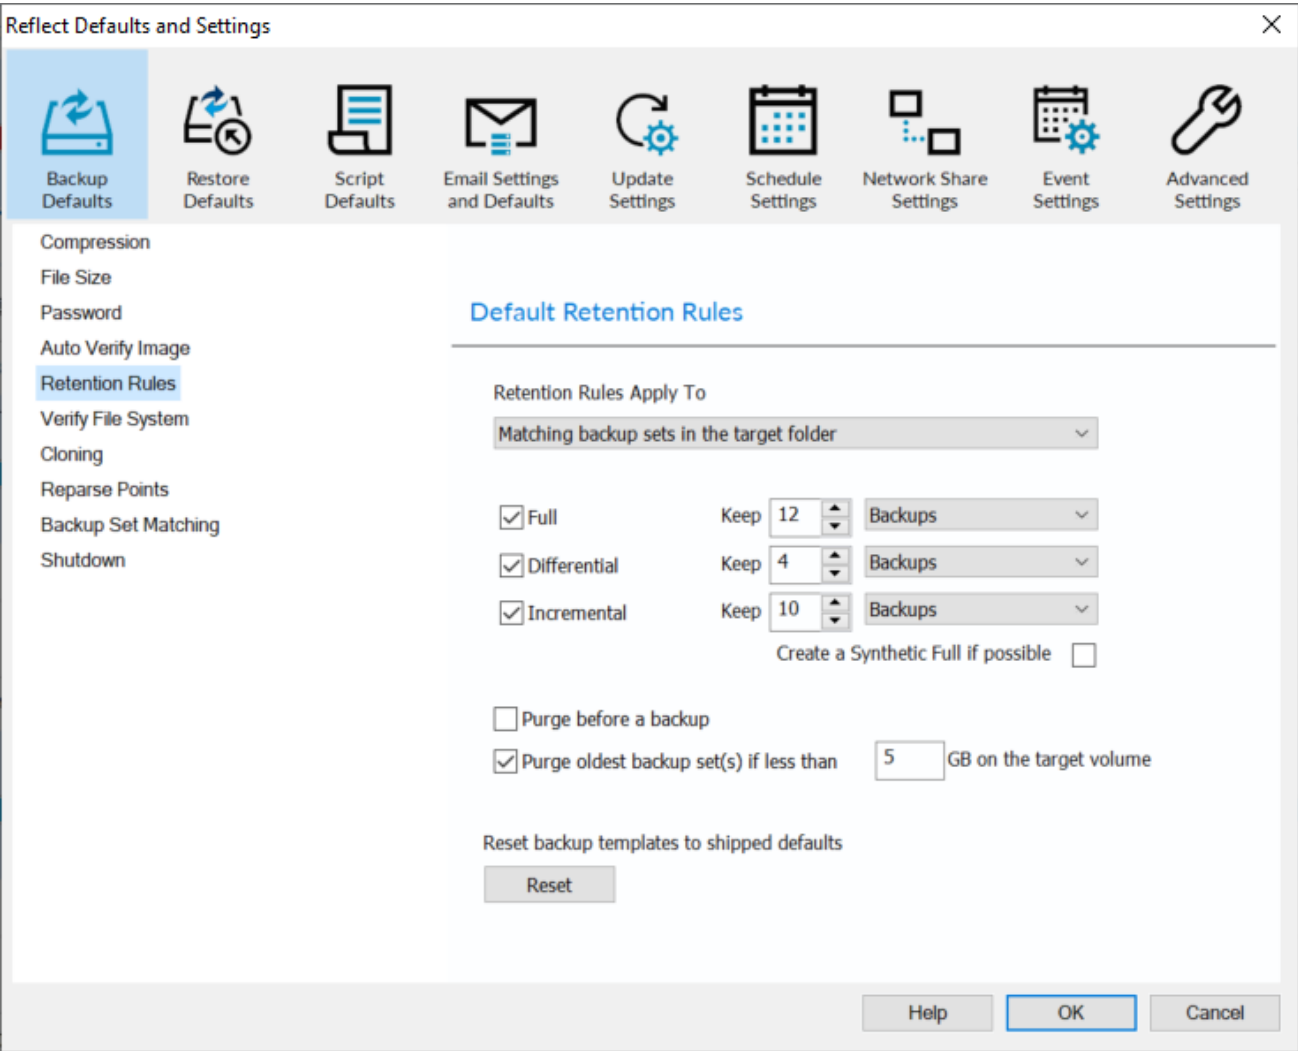 Reflect Defaults and Settings
Backup Defaults
Restore Defaults
Script Defaults
Email Settings and Defaults
Update Settings
Schedule Settings
Network Share Settings
Event Settings
Advanced Settings
Compression
File Size
Password
Auto Verify Image
Retention Rules
Verify File System
Cloning
Reparse Points
Backup Set Matching
Shutdown
Default Retention Rules
Retention Rules Apply To
Matching backup sets in the target folder
Full Keep 12 Backups
Differential Keep 4 Backups
Incremental Keep 10 Backups
Create a Synthetic Full if possible
Purge before a backup
Purge oldest backup set(s) if less than 5 GB on the target volume
Reset backup templates to shipped defaults
Reset
Help OK Cancel